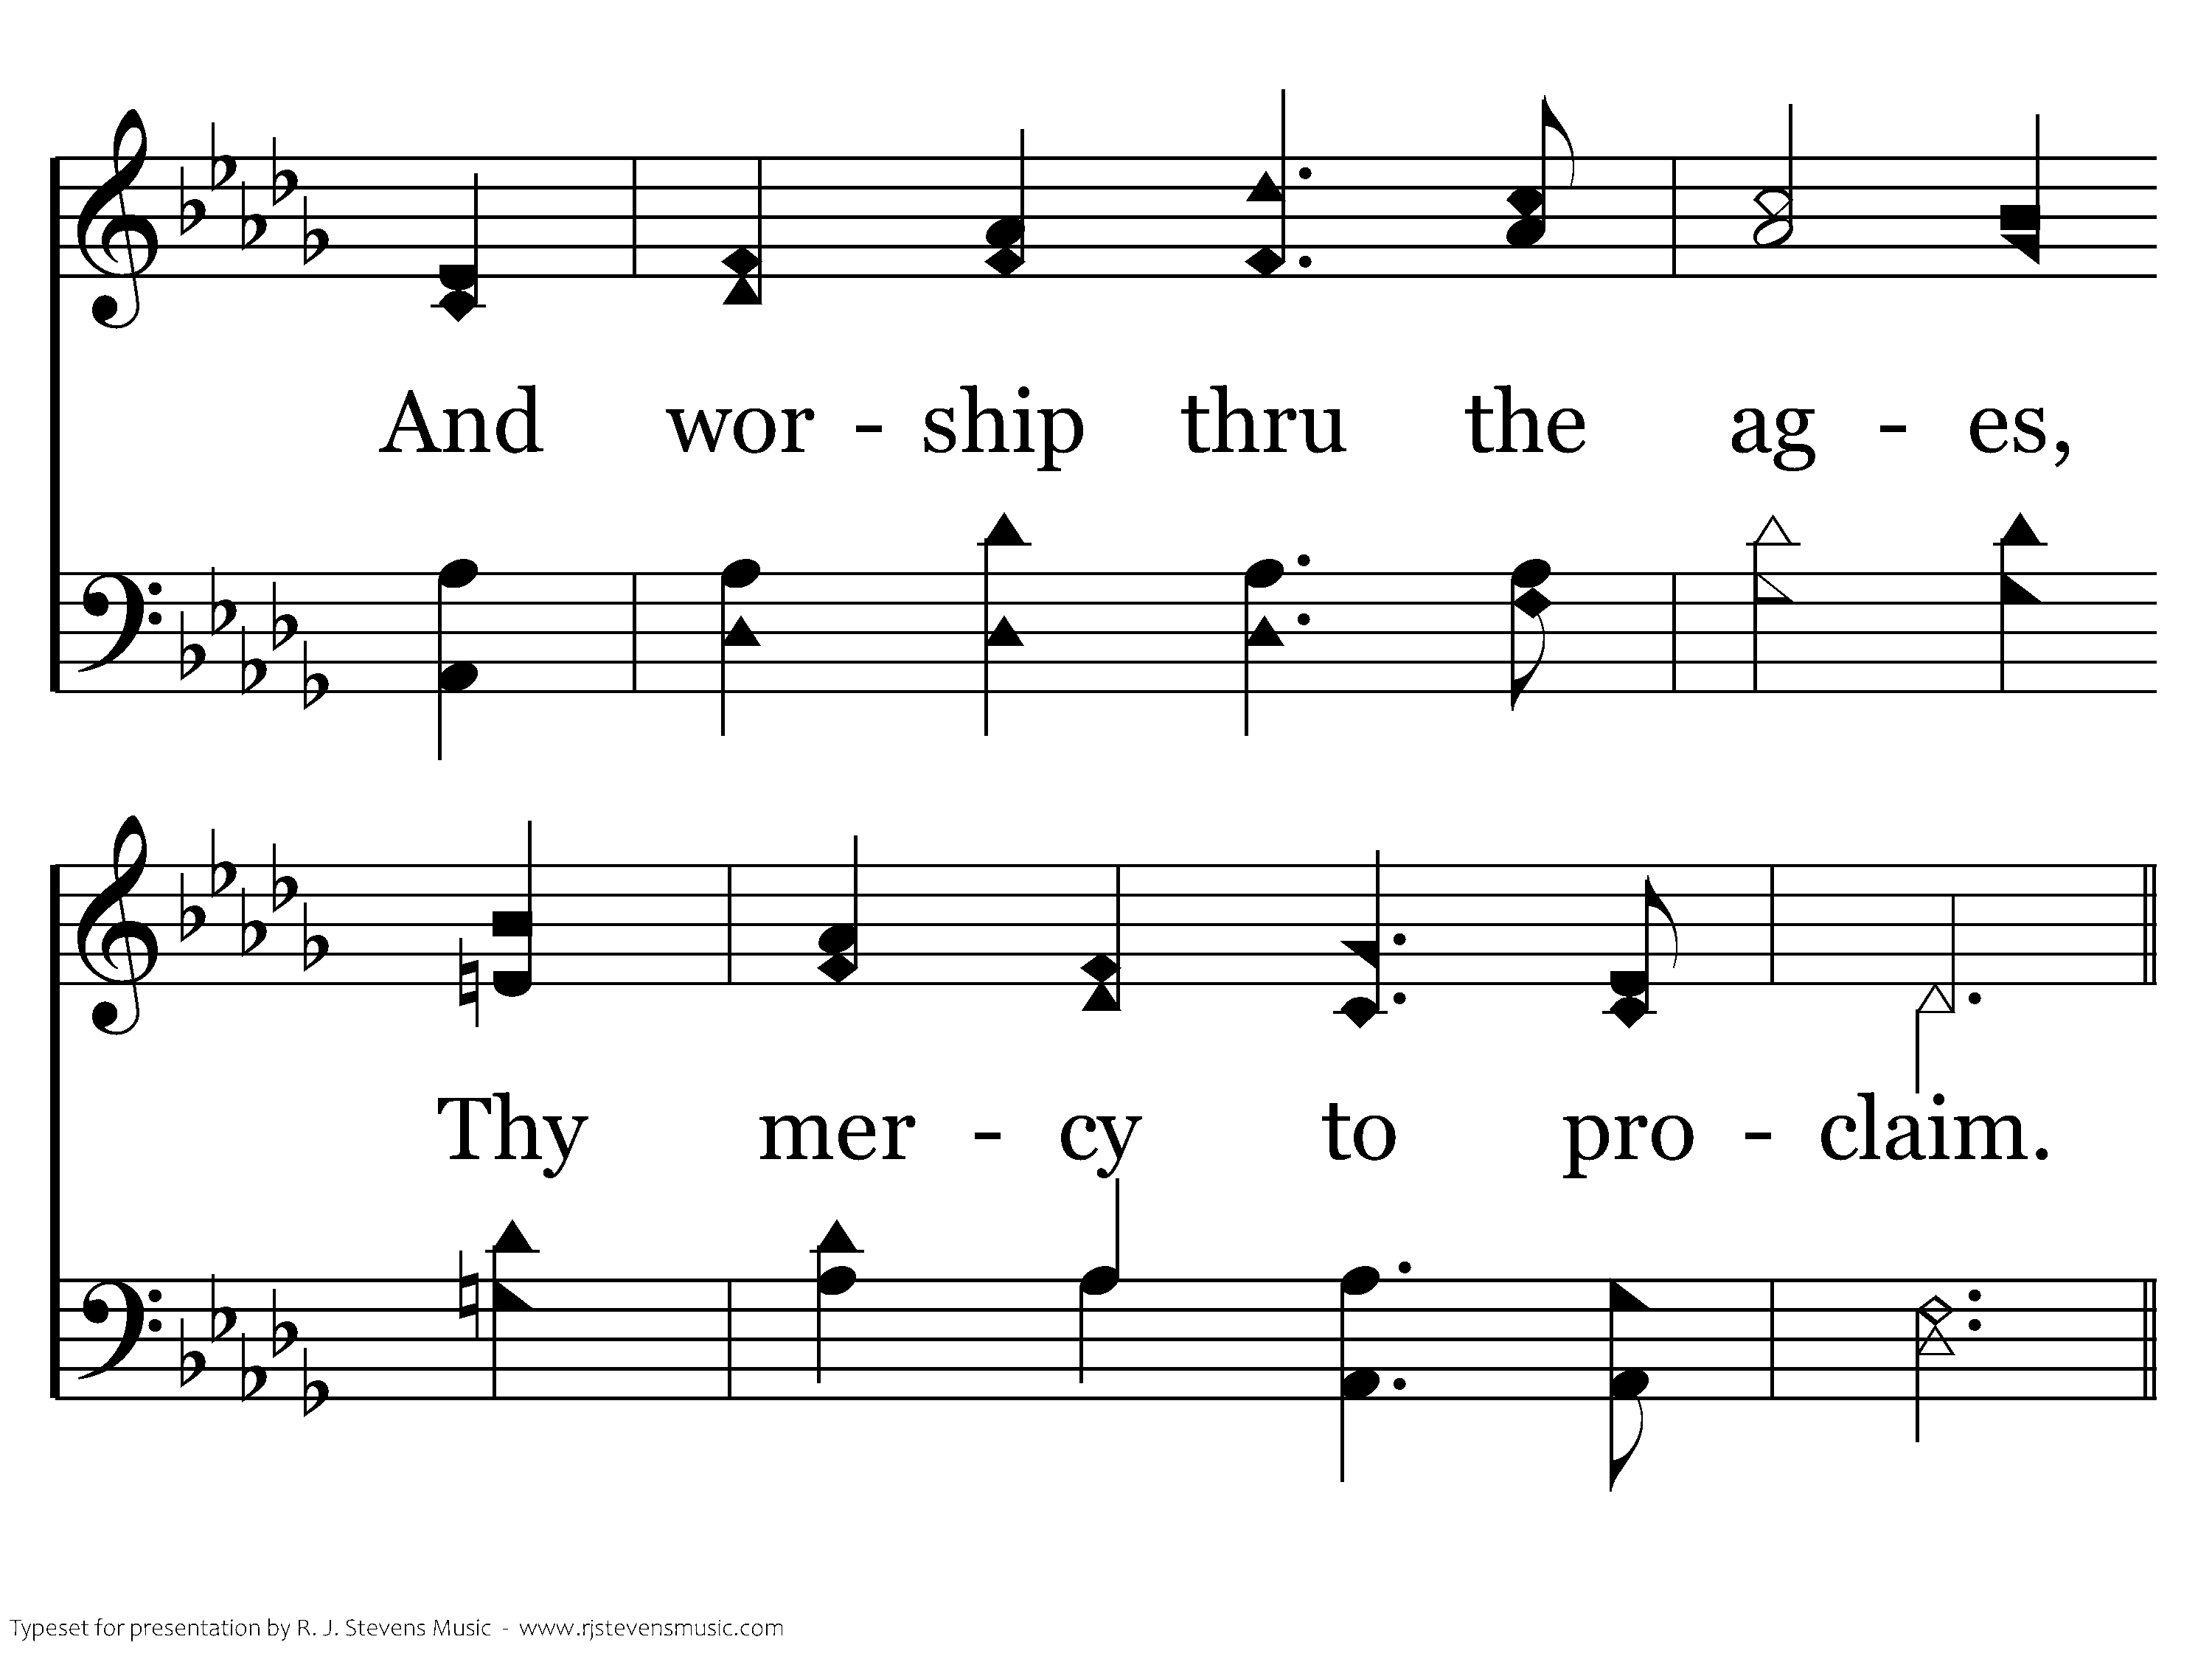 And wor - ship thru the ag - es,
Thy mer - cy to pro - claim.
Typeset for presentation by R. J. Stevens Music - www.rjstevensmusic.com